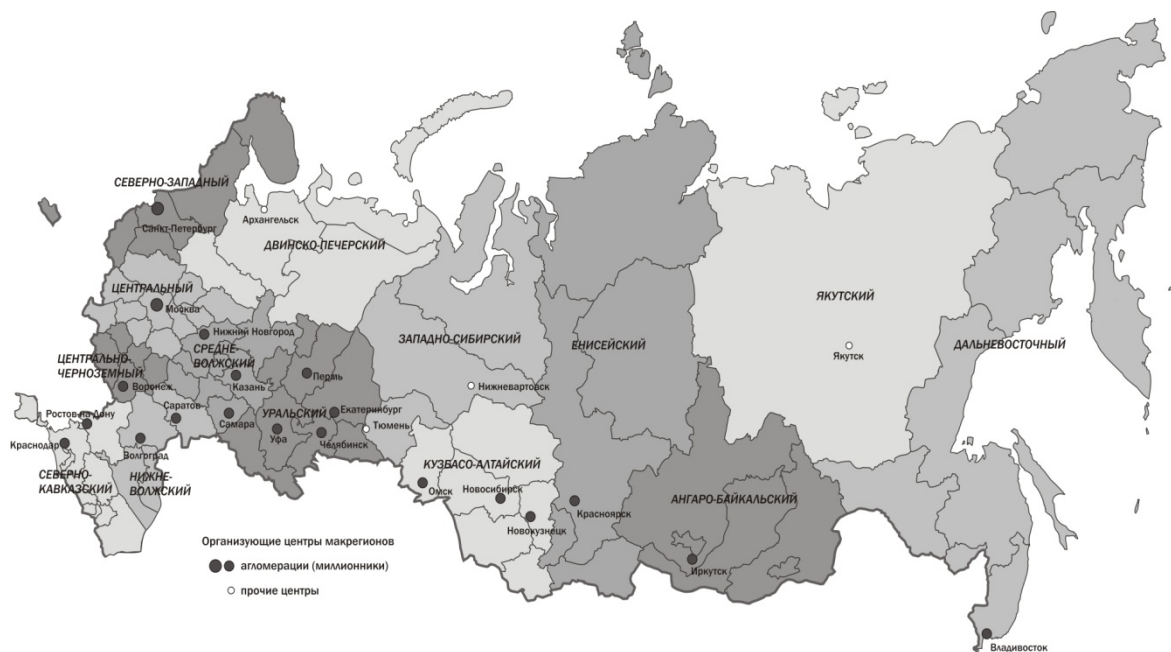 СЕВЕРНО-ЗАПАДНЫЙ
Санкт-Петербург
Архангельск
ДВИНСКО-ПЕЧЕРСКИЙ
ЦЕНТРАЛЬНЫЙ
Москва
ЯКУТСКИЙ
Нижний Новгород
ЗАПАДНО-СИБИРСКИЙ
ЕНИСЕЙСКИЙ
Якутск
ДАЛЬНЕВОСТОЧНЫЙ
СРЕДНЕ-
ВОЛЖСКИЙ
ЦЕНТРАЛЬНО-
ЧЕРНОЗЕМНЫЙ
Воронеж
Казань
Пермь
Нижневартовск
Ростов-на-Дону
Саратов
Самара
УРАЛЬСКИЙ
Уфа
Екатеринбург
Тюмень
Челябинск
Краснодар
Волгоград
СЕВЕРНО-
КАВКАЗСКИЙ
НИЖНЕ-
ВОЛЖСКИЙ
КУЗБАСО-АЛТАЙСКИЙ
Омск
Новосибирск
Новокузнецк
Красноярск
АНГАРО-БАЙКАЛЬСКИЙ
Иркутск
Владивосток
Организующие центры макрегионов
агломерации (миллионники)
прочие центры